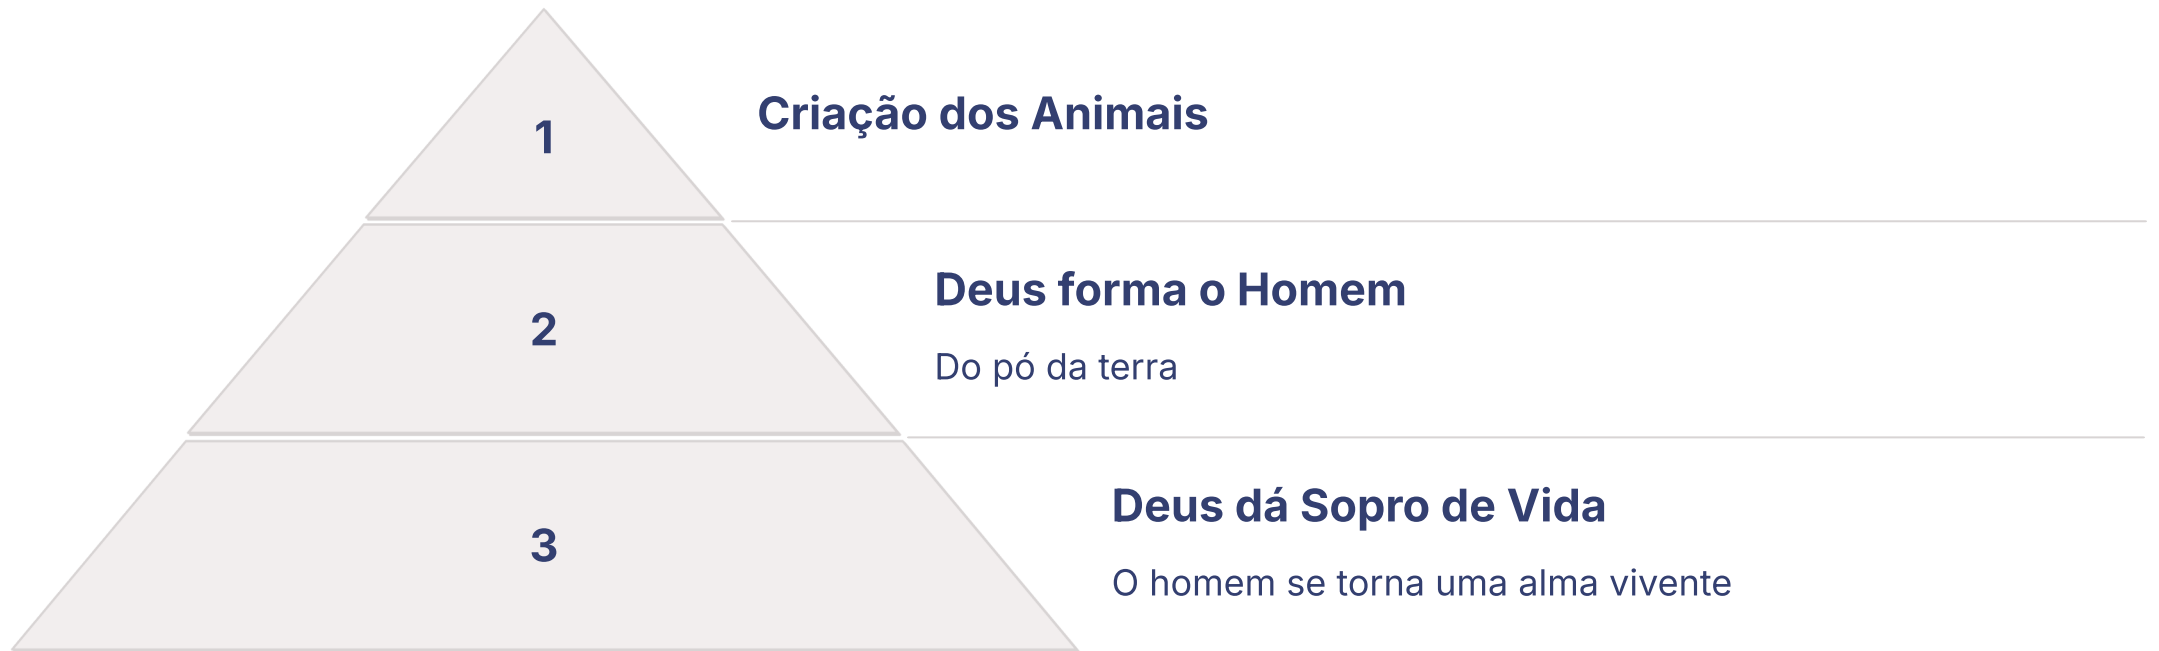 1
Criação dos Animais
2
Deus forma o Homem
Do pó da terra
3
Deus dá Sopro de Vida
O homem se torna uma alma vivente